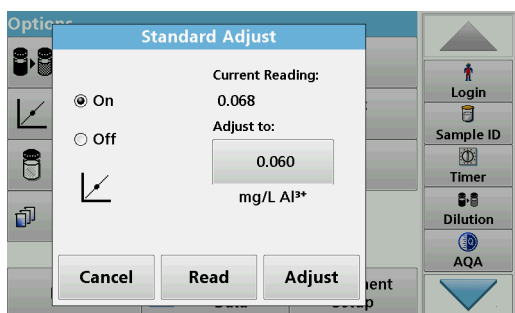 Options
Standard Adjust
Current Reading:
On
0.068
Adjust to:
Off
0.060
mg/L Al³⁺
Cancel
Read
Adjust
Login
Sample ID
Timer
Dilution
AQA